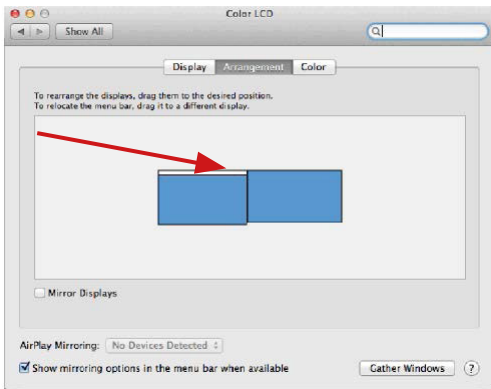 Color LCD
Show All
Display Arrangement Color
To rearrange the displays, drag them to the desired position.
To relocate the menu bar, drag it to a different display.
Mirror Displays
AirPlay Mirroring: No Devices Detected
Show mirroring options in the menu bar when available
Gather Windows ?